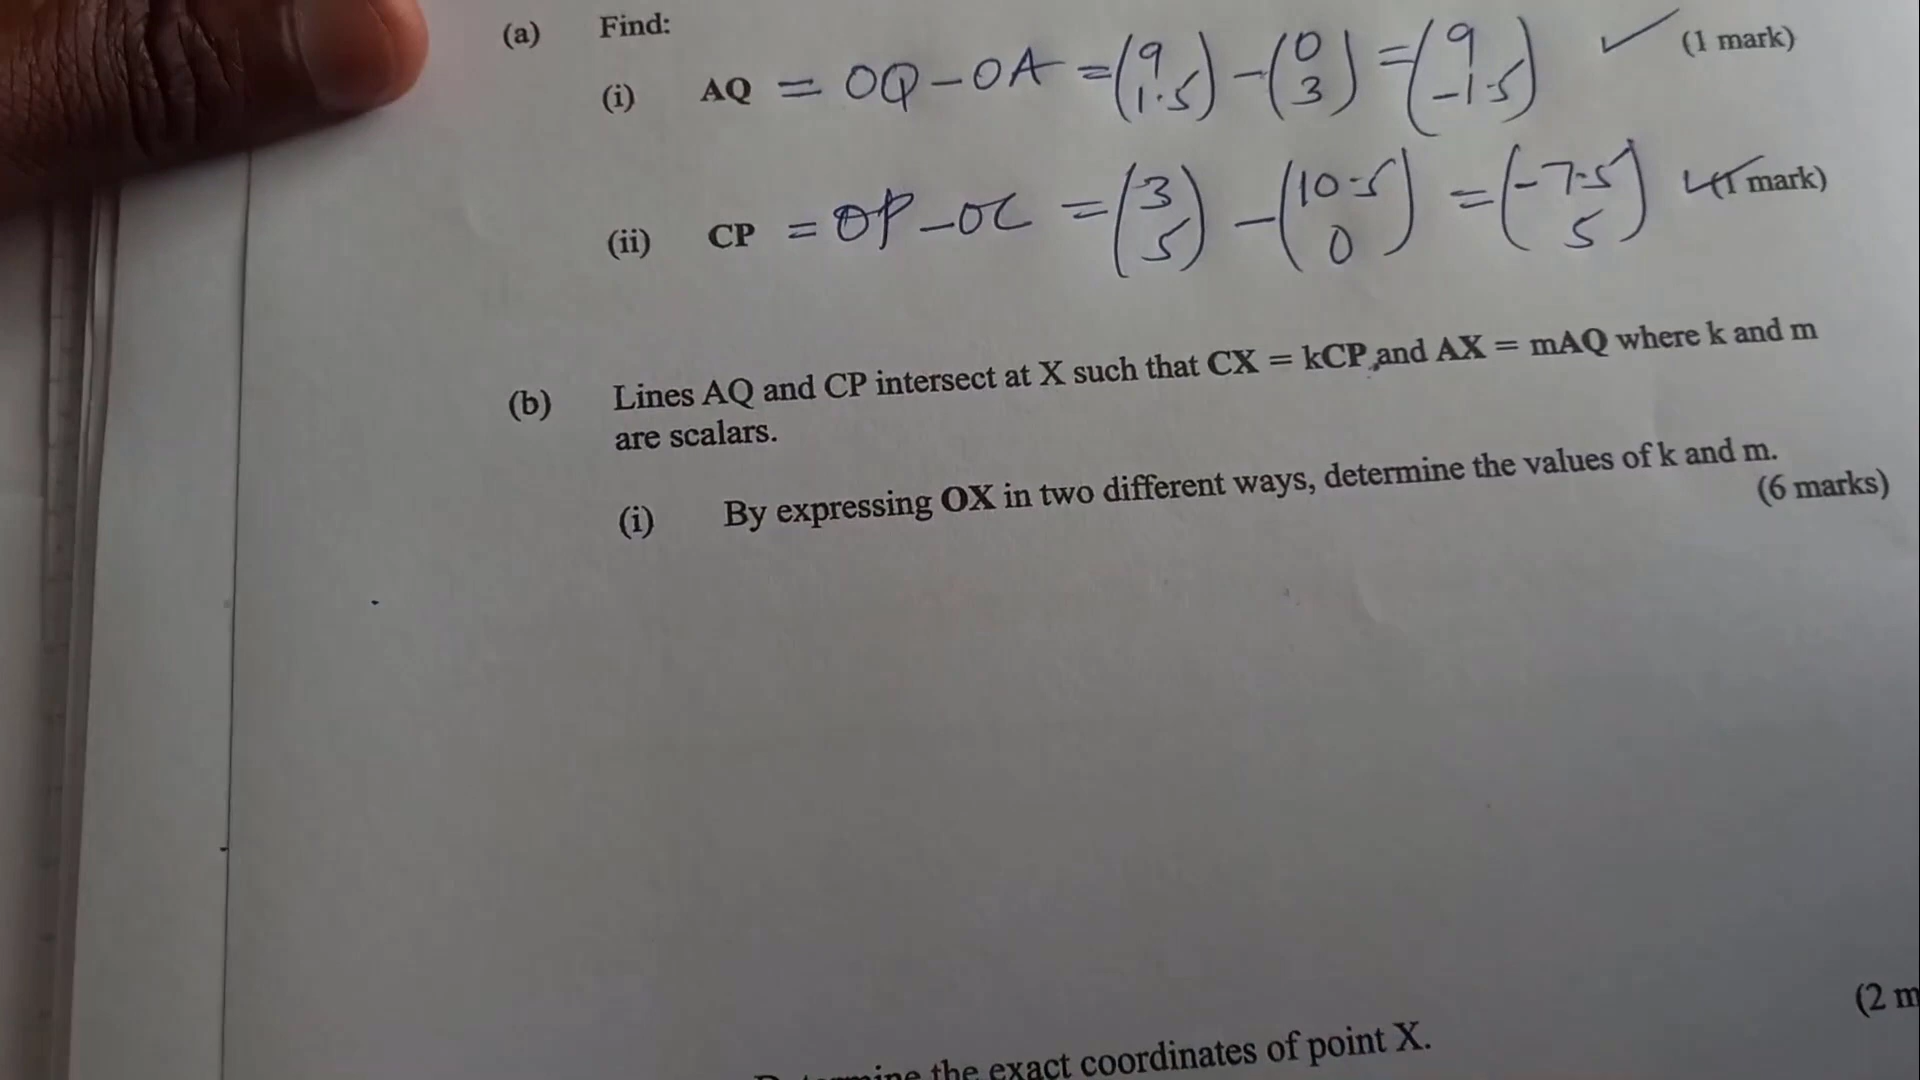 (a) Find:
(i) AQ = OQ - OA = (9 1.5) - (0 3) = (9 -1.5) ✓ (1 mark)
(ii) CP = OP - OC = (3 5) - (10.5 0) = (-7.5 5) ✓ (1 mark)
(b) Lines AQ and CP intersect at X such that CX = kCP and AX = mAQ where k and m
are scalars.
(i) By expressing OX in two different ways, determine the values of k and m.
(6 marks)
(2 m
the exact coordinates of point X.